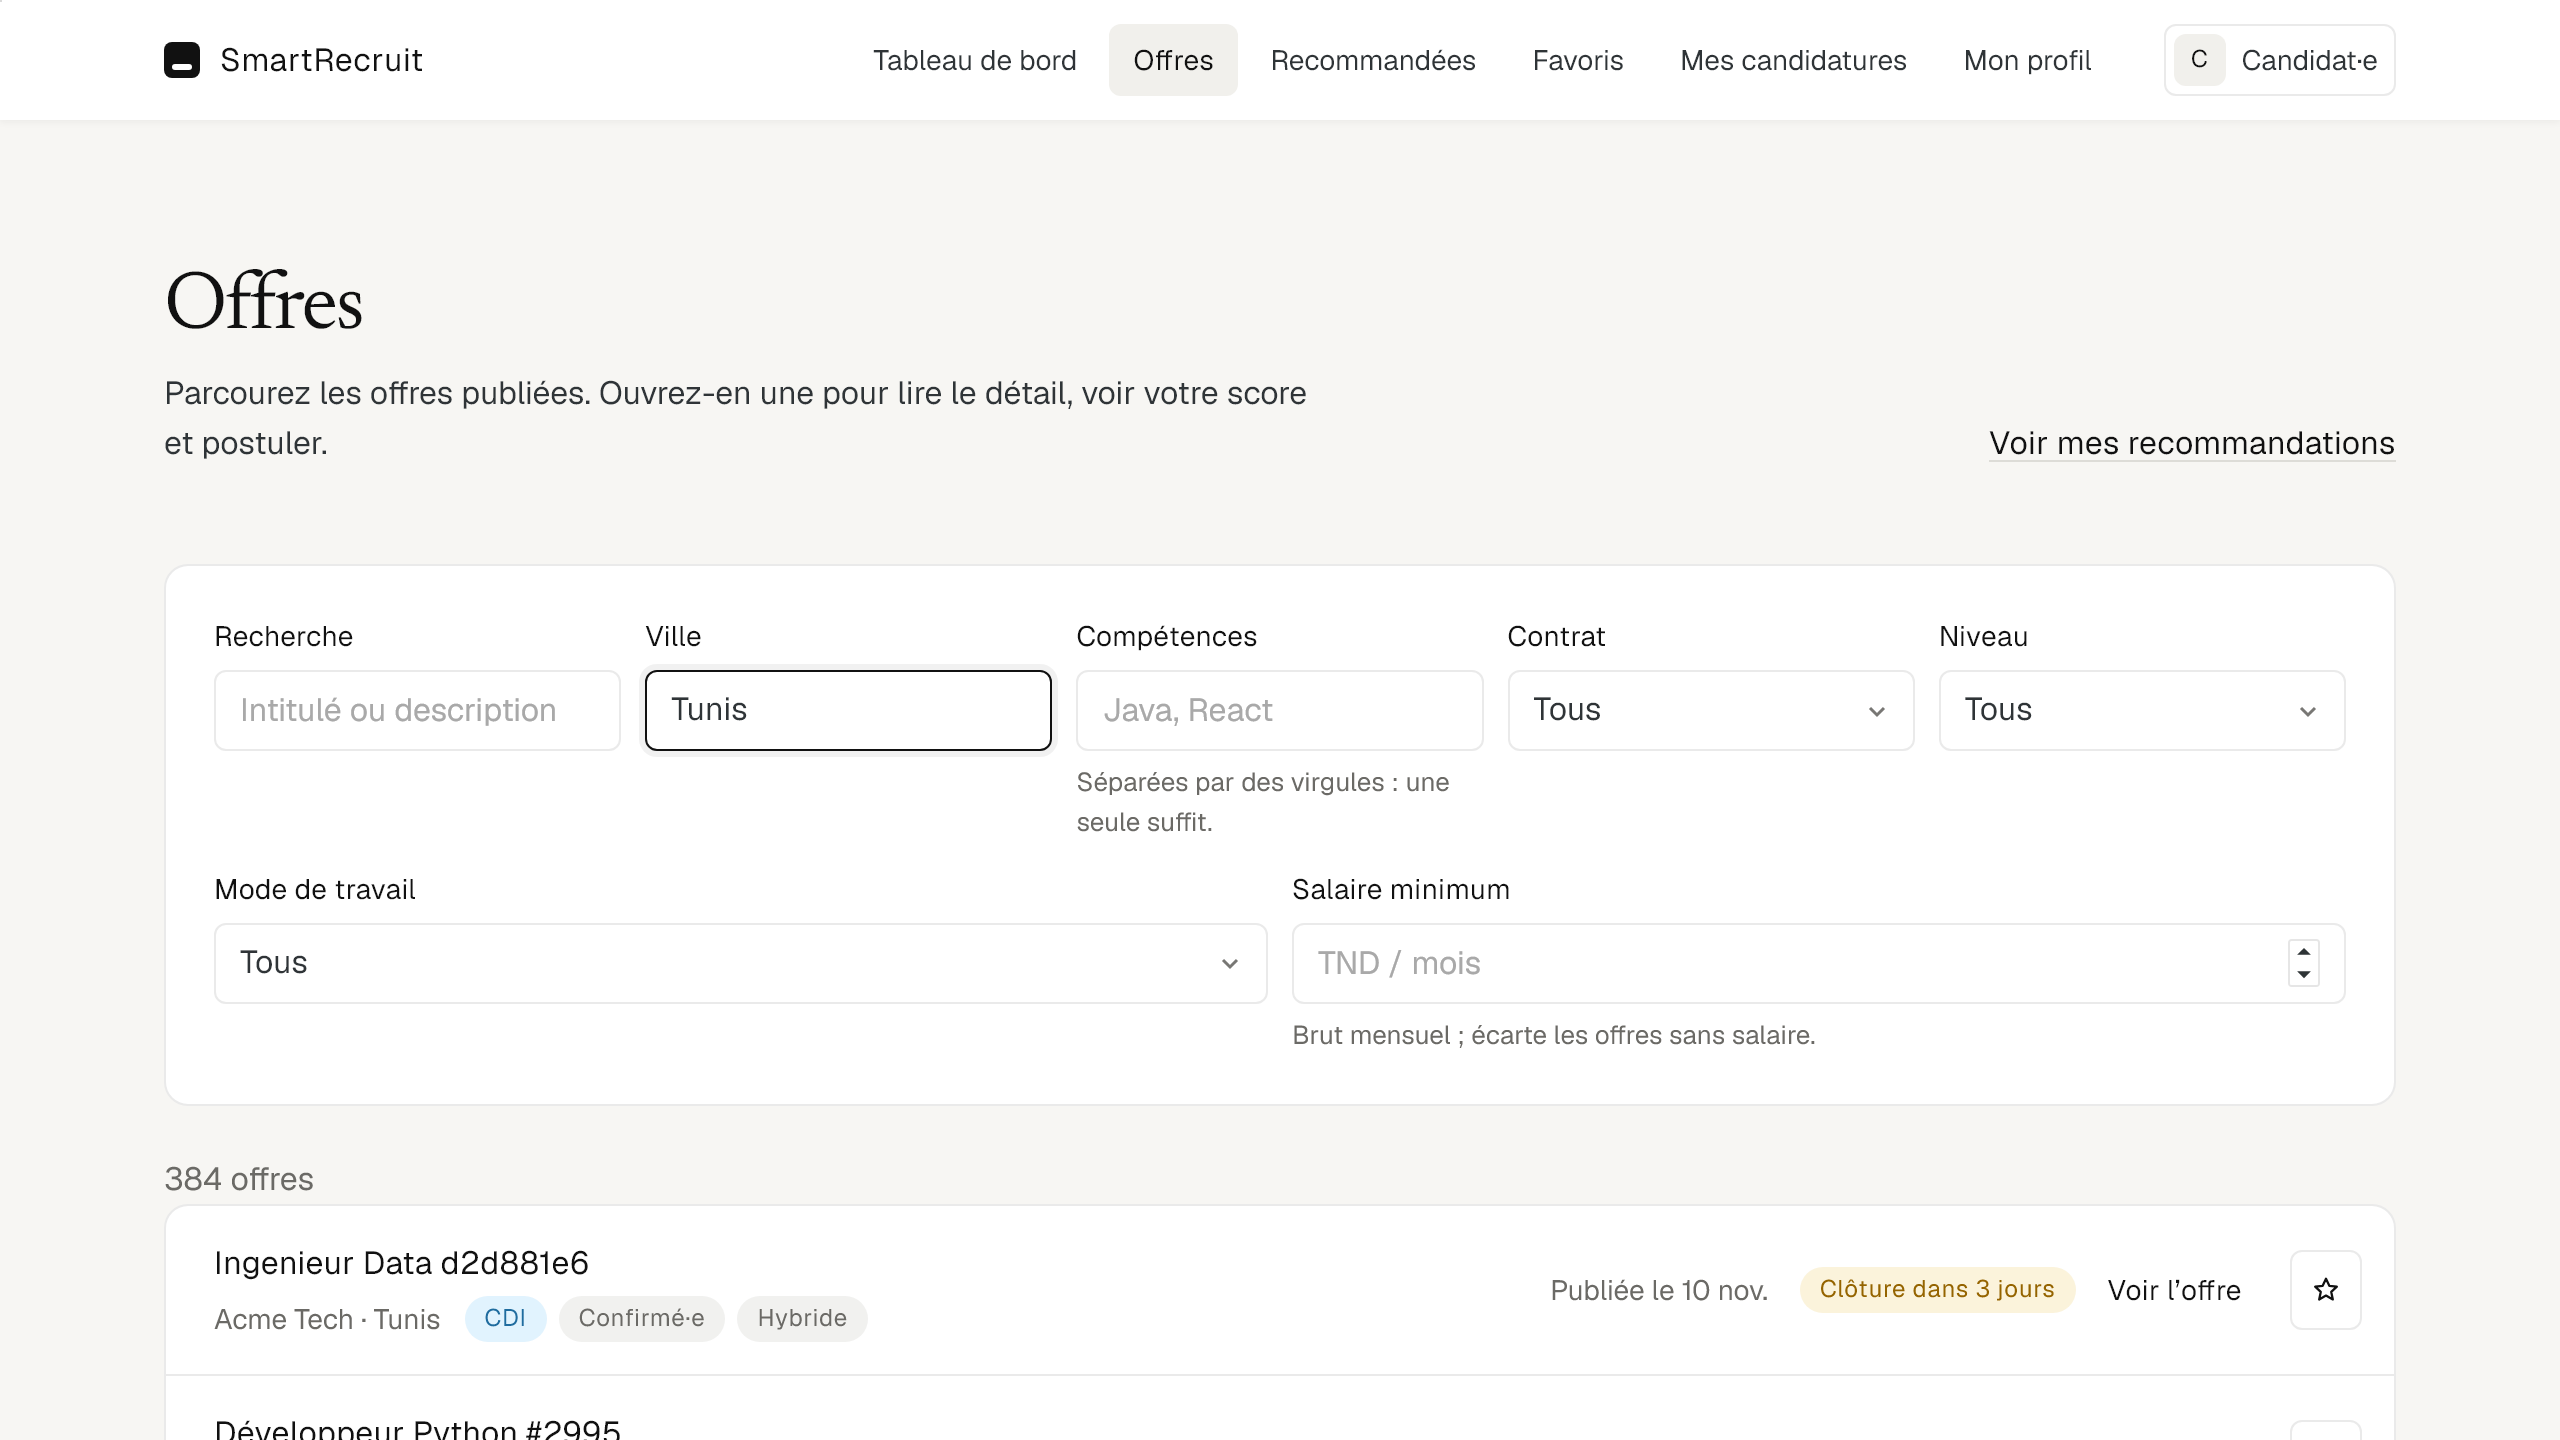 SmartRecruit
Tableau de bord
Offres
Recommandées
Favoris
Mes candidatures
Mon profil
C
Candidat·e
Offres
Parcourez les offres publiées. Ouvrez-en une pour lire le détail, voir votre score
et postuler.
Voir mes recommandations
Recherche
Intitulé ou description
Ville
Tunis
Compétences
Java, React
Séparées par des virgules : une
seule suffit.
Contrat
Tous
Niveau
Tous
Mode de travail
Tous
Salaire minimum
TND / mois
Brut mensuel ; écarte les offres sans salaire.
384 offres
Ingenieur Data d2d881e6
Acme Tech · Tunis
CDI
Confirmé·e
Hybride
Publiée le 10 nov.
Clôture dans 3 jours
Voir l’offre
Développeur Python #2995